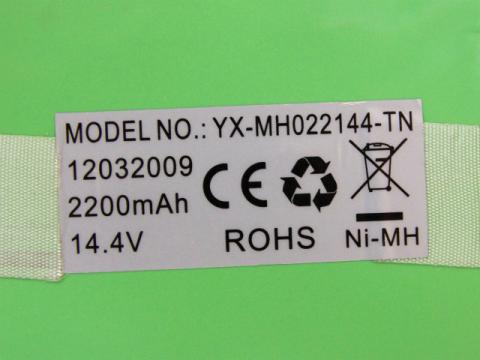 MODEL NO.: YX-MH022144-TN
12032009
2200mAh
14.4V
CE
ROHS
Ni-MH